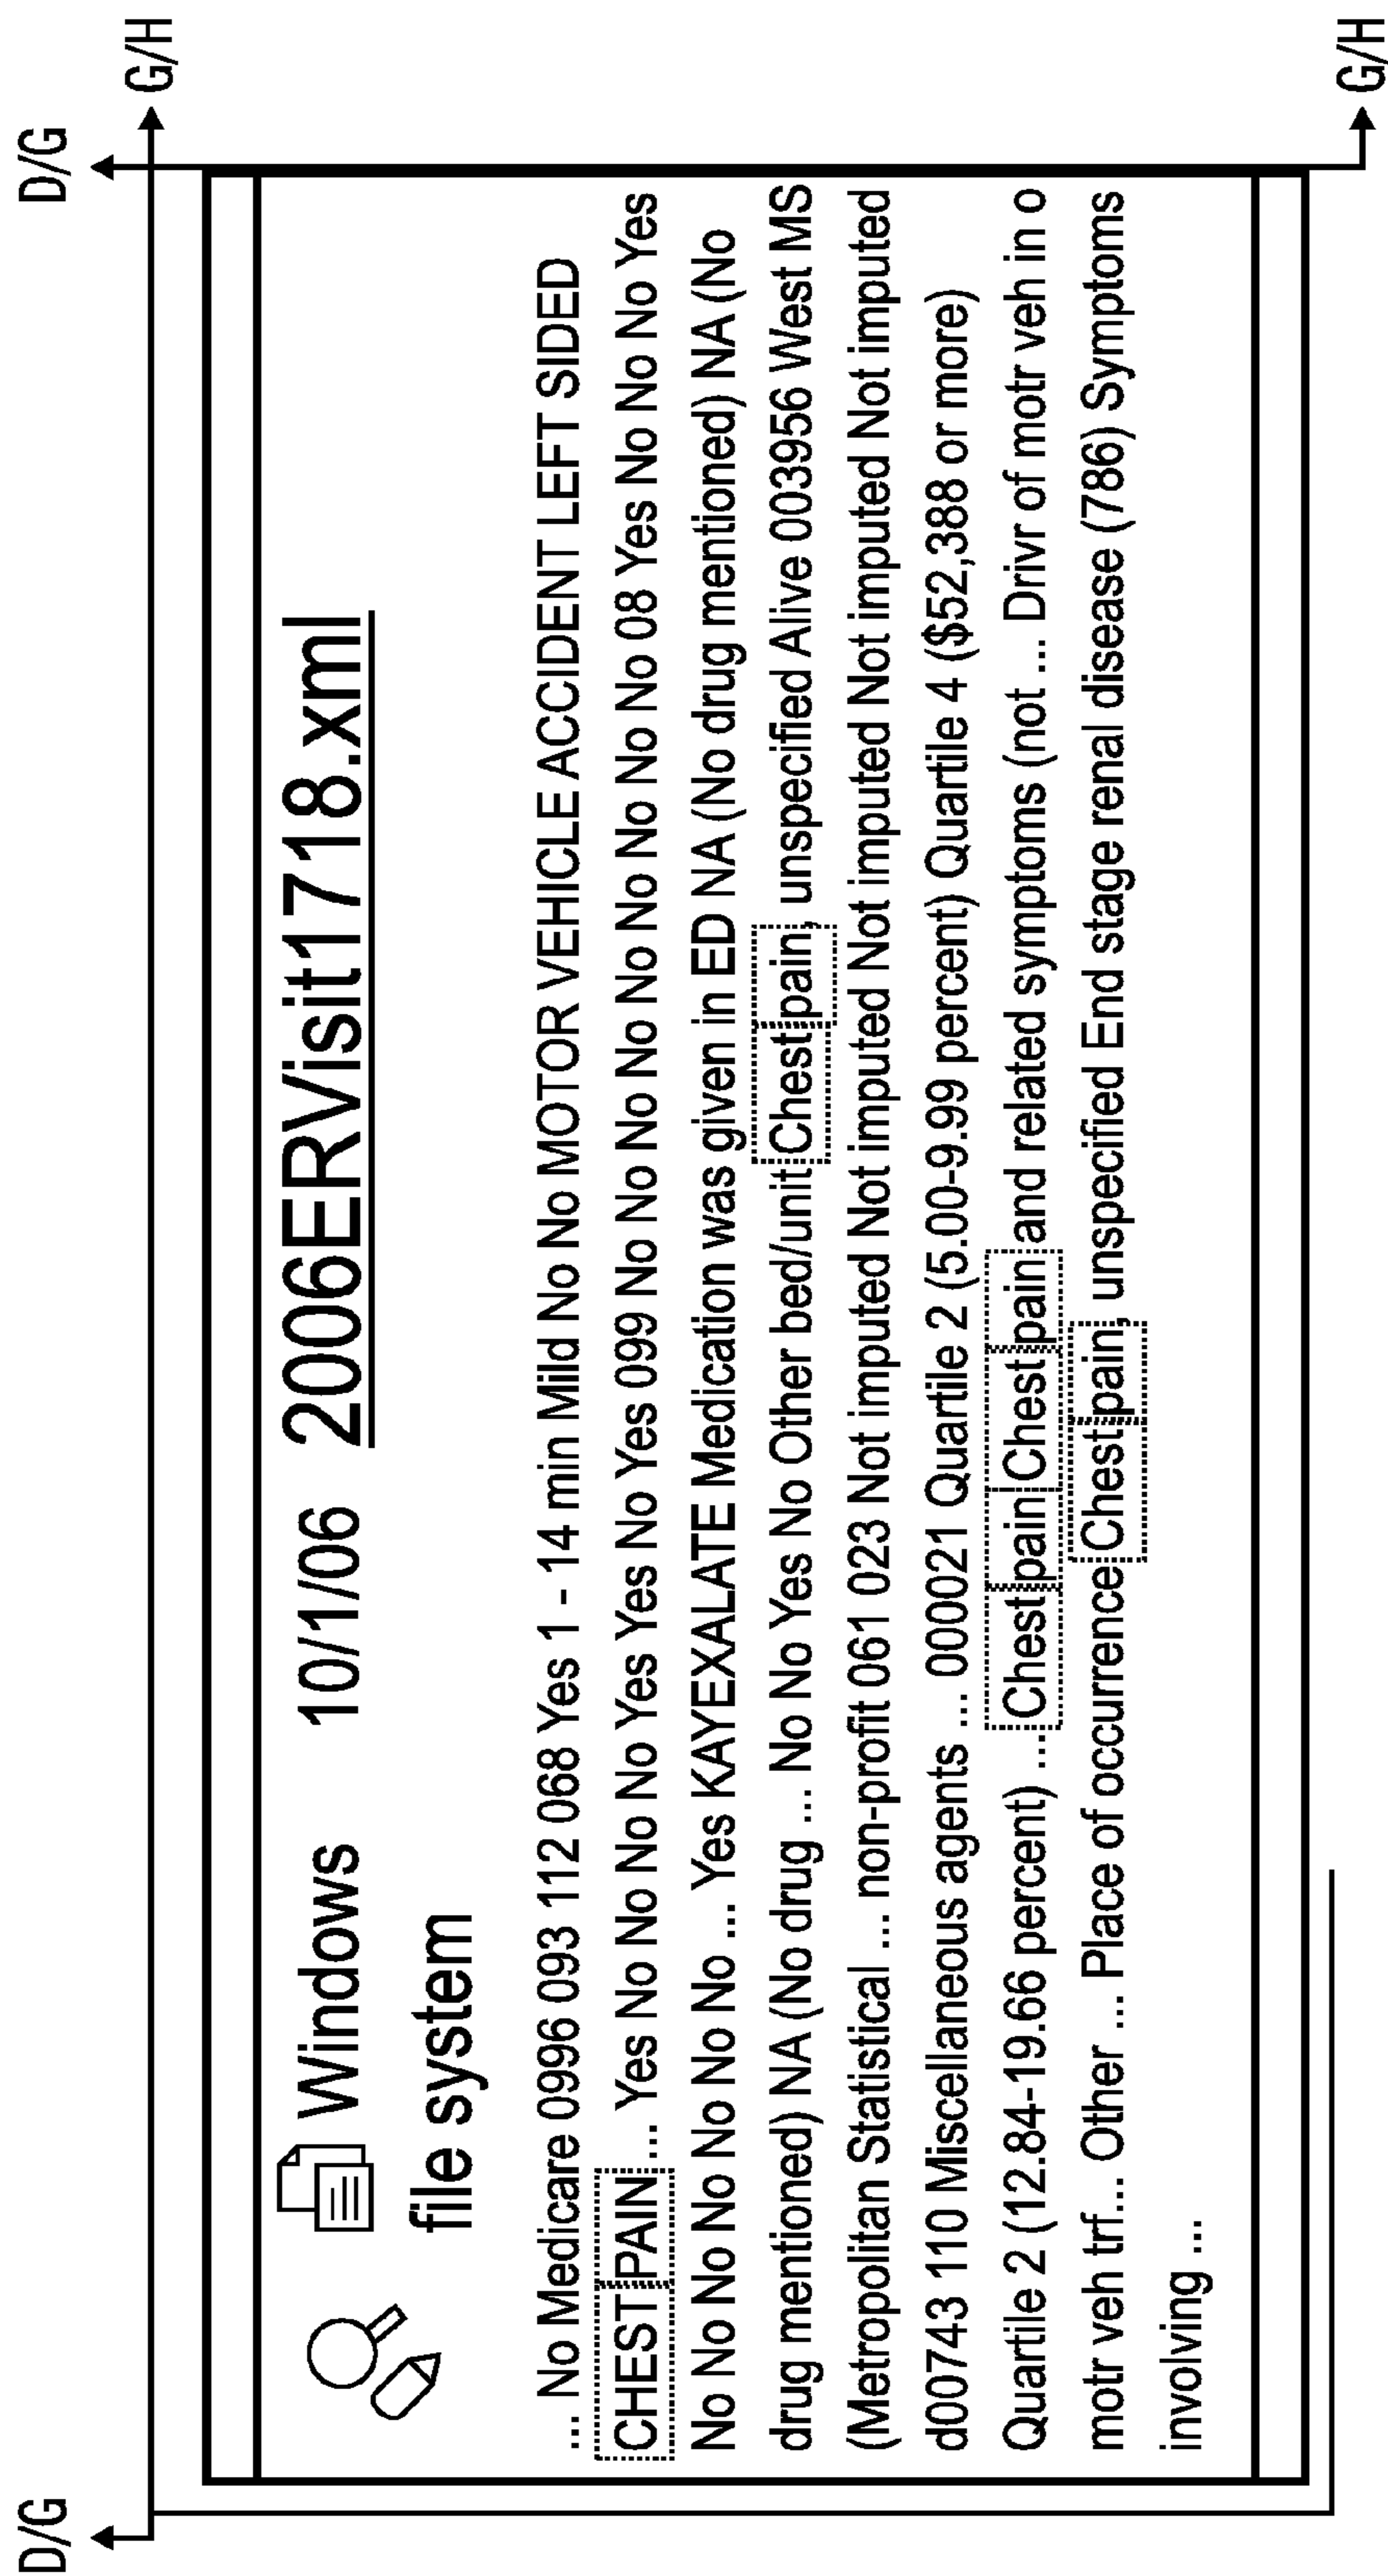 D/G
D/G
G/H
Windows 10/1/06 2006ERVisit1718.xml
file system
... No Medicare 0996 093 112 068 Yes 1 - 14 min Mild No No MOTOR VEHICLE ACCIDENT LEFT SIDED
CHEST PAIN ... Yes No No No No No Yes Yes Yes No Yes 099 No No No No No No No No 08 Yes No No No No Yes
No No No No No No No ... Yes KAYEXALATE Medication was given in ED NA (No drug mentioned) NA (No
drug mentioned) NA (No drug ... No No Yes No Other bed/unit Chest pain, unspecified Alive 003956 West MS
(Metropolitan Statistical ... non-profit 061 023 Not imputed Not imputed Not imputed Not imputed Not imputed
d00743 110 Miscellaneous agents ... 000021 Quartile 2 (5.00-9.99 percent) Quartile 4 ($52,388 or more)
Quartile 2 (12.84-19.66 percent) ... Chest pain Chest pain and related symptoms (not ... Drivr of motr veh in o
motr veh trf... Other ... Place of occurrence Chest pain, unspecified End stage renal disease (786) Symptoms
involving ...
G/H